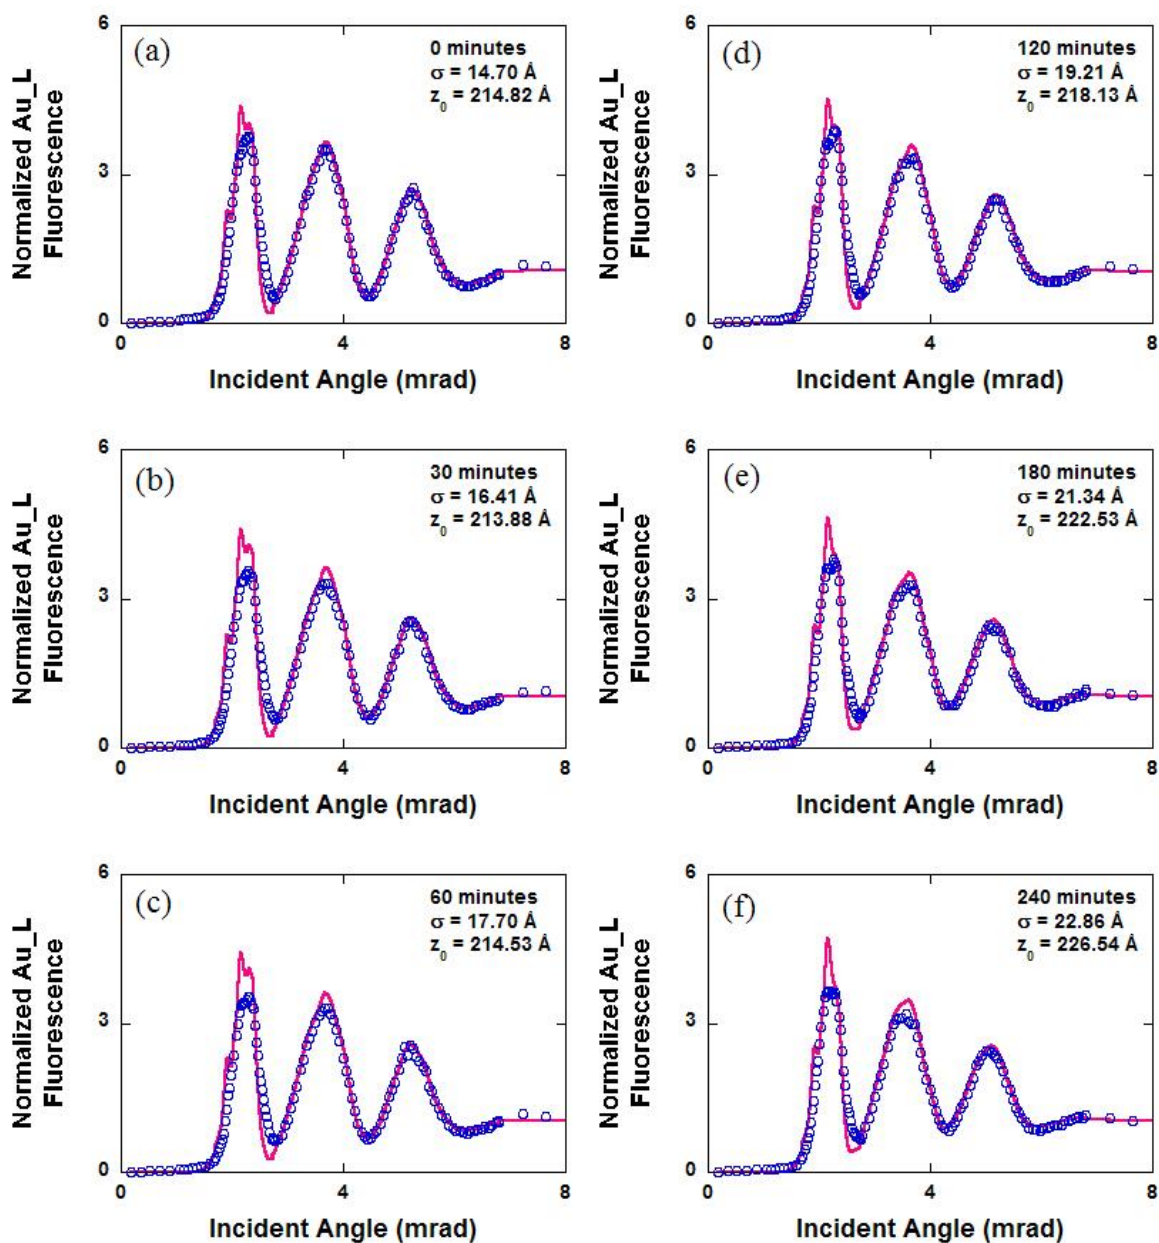 (a)
0 minutes
σ = 14.70 Å
z₀ = 214.82 Å
Normalized Au_L
Fluorescence
6
3
0
0 4 8
Incident Angle (mrad)
(d)
120 minutes
σ = 19.21 Å
z₀ = 218.13 Å
Normalized Au_L
Fluorescence
6
3
0
0 4 8
Incident Angle (mrad)
(b)
30 minutes
σ = 16.41 Å
z₀ = 213.88 Å
Normalized Au_L
Fluorescence
6
3
0
0 4 8
Incident Angle (mrad)
(e)
180 minutes
σ = 21.34 Å
z₀ = 222.53 Å
Normalized Au_L
Fluorescence
6
3
0
0 4 8
Incident Angle (mrad)
(c)
60 minutes
σ = 17.70 Å
z₀ = 214.53 Å
Normalized Au_L
Fluorescence
6
3
0
0 4 8
Incident Angle (mrad)
(f)
240 minutes
σ = 22.86 Å
z₀ = 226.54 Å
Normalized Au_L
Fluorescence
6
3
0
0 4 8
Incident Angle (mrad)